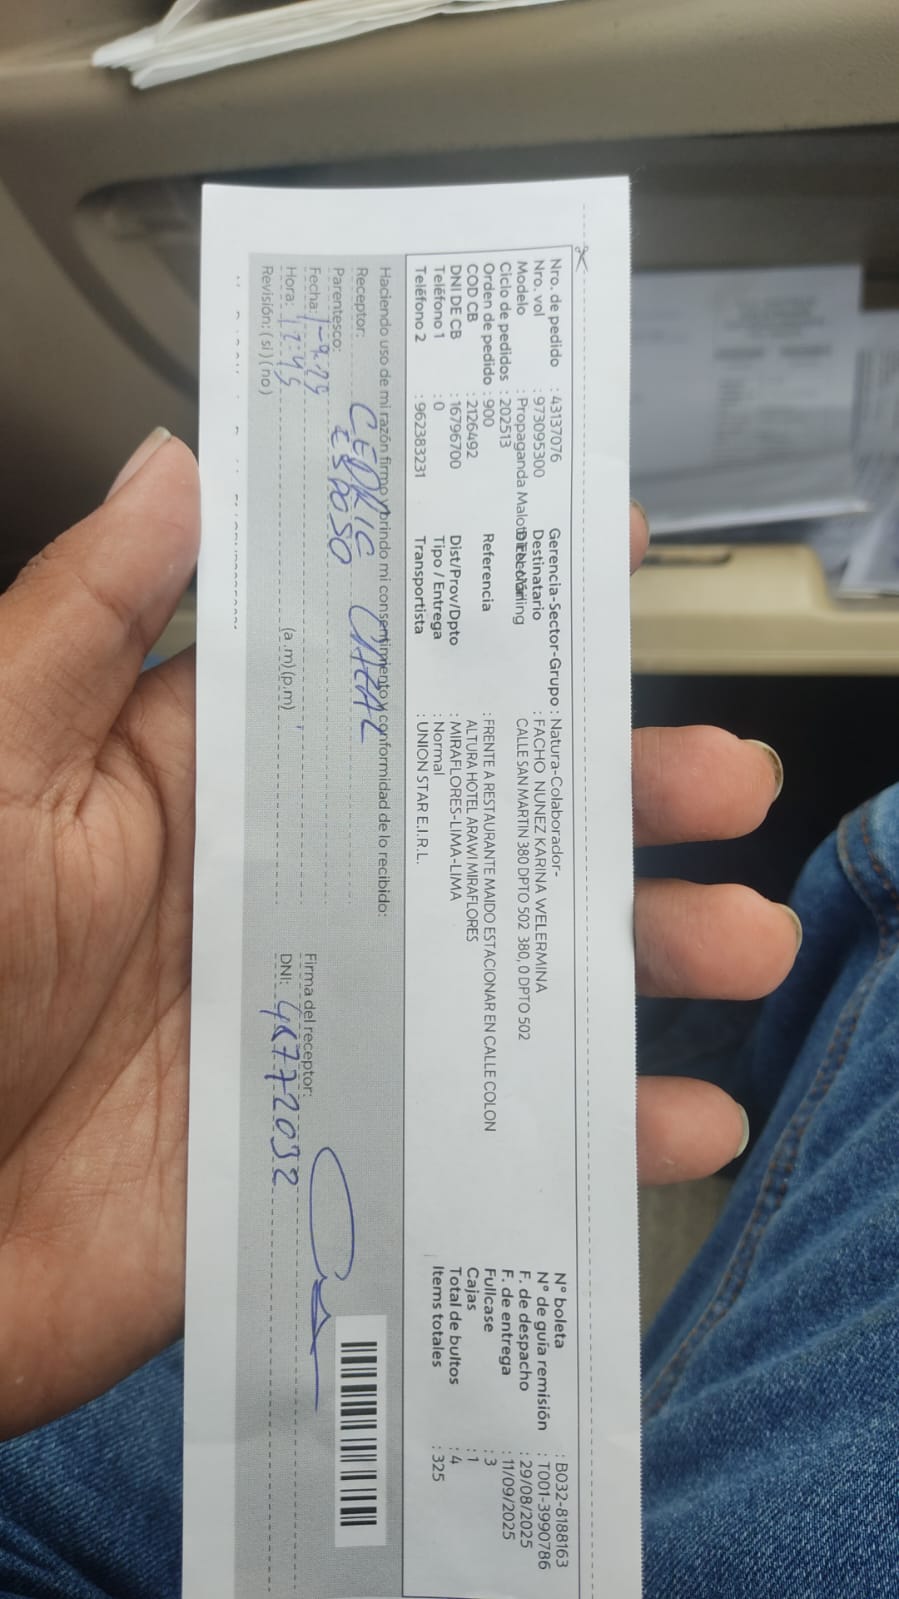 Nro. de pedido : 43137076
Nro. vol : 973095300
Modelo : Propaganda Malot
Ciclo de pedidos : 202513
Orden de pedido : 900
COD CB : 2126492
DNI DE CB : 16796700
Teléfono 1 : 0
Teléfono 2 : 962383231
Gerencia-Sector-Grupo : Natura-Colaborador-
Destinatario : FACHO NUNEZ KARINA WELERMINA
CALLE SAN MARTIN 380 DPTO 502 380, 0 DPTO 502
Referencia : FRENTE A RESTAURANTE MAIDO ESTACIONAR EN CALLE COLON
ALTURA HOTEL ARAWI MIRAFLORES
Dist/Prov/Dpto : MIRAFLORES-LIMA-LIMA
Tipo / Entrega : Normal
Transportista : UNION STAR E.I.R.L.
N° boleta : B032-8188163
N° de guía remisión : T001-3990786
F. de despacho : 29/08/2025
F. de entrega : 11/09/2025
Fullcase : 3
Cajas : 1
Total de bultos : 4
Items totales : 325
Haciendo uso de mi razón firmo y brindo mi consentimiento y conformidad de lo recibido:
Receptor: CEDRIC
Parentesco: ESPOSO
Fecha:
Hora: (a.m)(p.m)
Revisión: (si) (no)
Firma del receptor:
DNI: